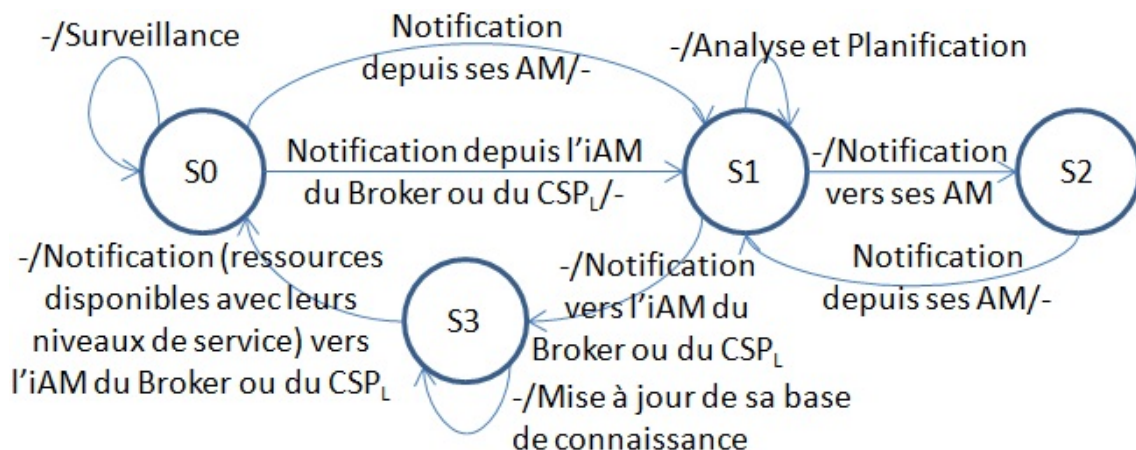 -/Surveillance
Notification
depuis ses AM/-
-/Analyse et Planification
S0
Notification depuis l'iAM
du Broker ou du CSPL/-
S1
-/Notification
vers ses AM
S2
-/Notification (ressources
disponibles avec leurs
niveaux de service) vers
l'iAM du Broker ou du CSPL
S3
-/Notification
vers l'iAM du
Broker ou du CSPL
Notification
depuis ses AM/-
-/Mise à jour de sa base
de connaissance